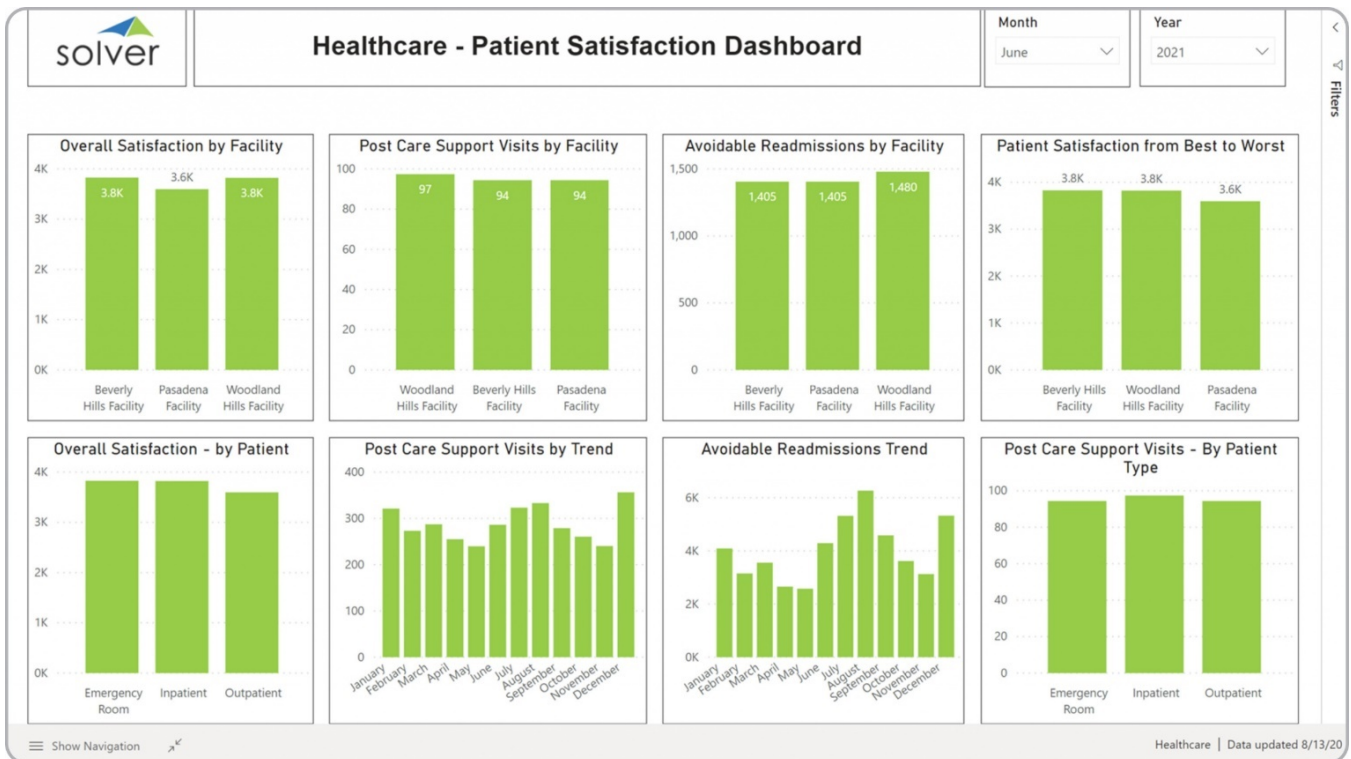 solver
Healthcare - Patient Satisfaction Dashboard
Month
June
Year
2021
Filters
Overall Satisfaction by Facility
4K
3K
2K
1K
0K
3.8K
3.6K
3.8K
Beverly
Hills Facility
Pasadena
Facility
Woodland
Hills Facility
Post Care Support Visits by Facility
100
80
60
40
20
0
97
94
94
Woodland
Hills Facility
Beverly Hills
Facility
Pasadena
Facility
Avoidable Readmissions by Facility
1,500
1,000
500
0
1,405
1,405
1,480
Beverly
Hills Facility
Pasadena
Facility
Woodland
Hills Facility
Patient Satisfaction from Best to Worst
4K
3K
2K
1K
0K
3.8K
3.8K
3.6K
Beverly Hills
Facility
Woodland
Hills Facility
Pasadena
Facility
Overall Satisfaction - by Patient
4K
3K
2K
1K
0K
Emergency
Room
Inpatient
Outpatient
Post Care Support Visits by Trend
400
300
200
100
0
January
February
March
April
May
June
July
August
September
October
November
December
Avoidable Readmissions Trend
6K
4K
2K
0K
January
February
March
April
May
June
July
August
September
October
November
December
Post Care Support Visits - By Patient
Type
100
80
60
40
20
0
Emergency
Room
Inpatient
Outpatient
Show Navigation
Healthcare | Data updated 8/13/20